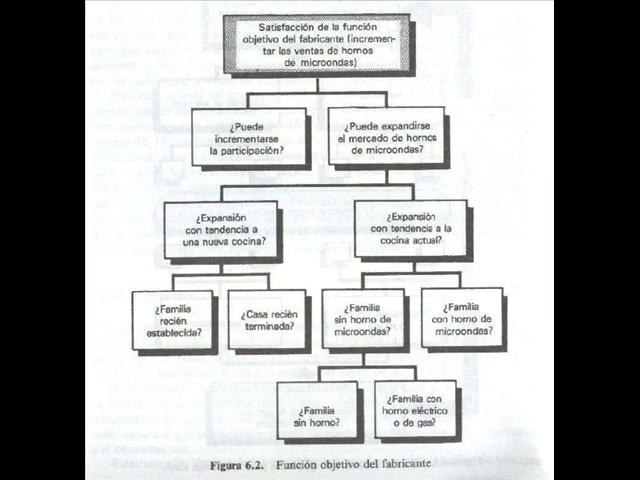 Satisfacción de la función
objetivo del fabricante (incremen-
tar las ventas de hornos
de microondas)
¿Puede
incrementarse
la participación?
¿Puede expandirse
el mercado de hornos
de microondas?
¿Expansión
con tendencia a
una nueva cocina?
¿Expansión
con tendencia a la
cocina actual?
¿Familia
recién
establecida?
¿Casa recién
terminada?
¿Familia
sin horno de
microondas?
¿Familia
con horno de
microondas?
¿Familia
sin horno?
¿Familia con
horno eléctrico
o de gas?
Figura 6.2. Función objetivo del fabricante